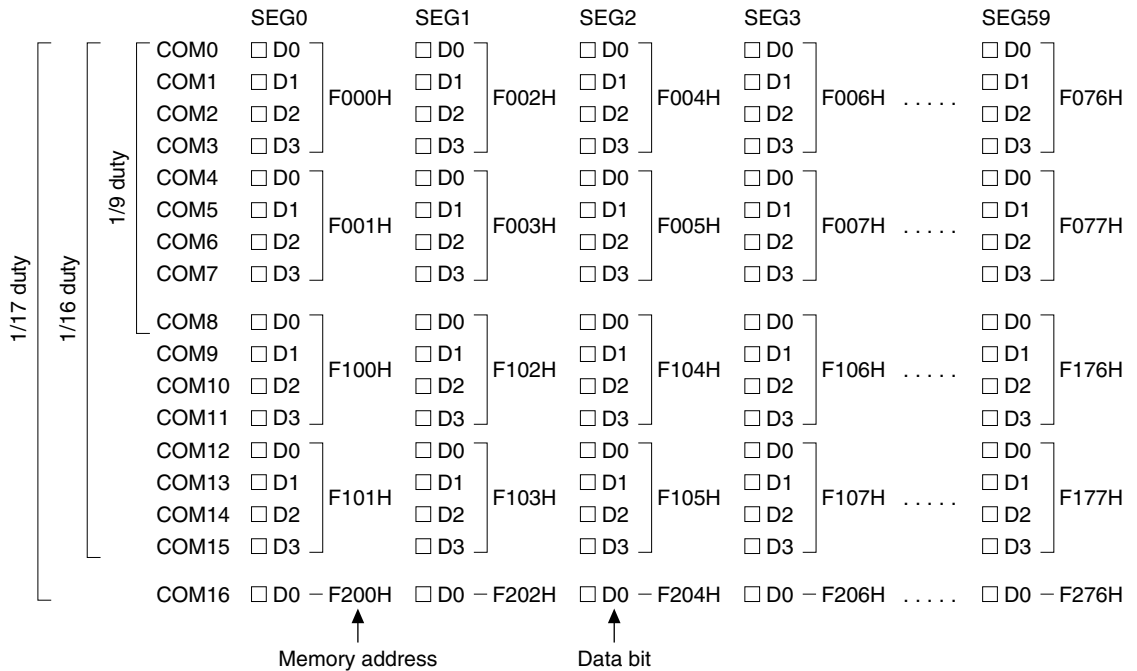 SEG0 SEG1 SEG2 SEG3 SEG59
COM0 □ D0 □ D0 □ D0 □ D0 □ D0
COM1 □ D1 □ D1 □ D1 □ D1 □ D1
F000H F002H F004H F006H . . . . . F076H
COM2 □ D2 □ D2 □ D2 □ D2 □ D2
COM3 □ D3 □ D3 □ D3 □ D3 □ D3
COM4 □ D0 □ D0 □ D0 □ D0 □ D0
1/9 duty
COM5 □ D1 □ D1 □ D1 □ D1 □ D1
F001H F003H F005H F007H . . . . . F077H
COM6 □ D2 □ D2 □ D2 □ D2 □ D2
COM7 □ D3 □ D3 □ D3 □ D3 □ D3
1/17 duty
1/16 duty
COM8 □ D0 □ D0 □ D0 □ D0 □ D0
COM9 □ D1 □ D1 □ D1 □ D1 □ D1
F100H F102H F104H F106H . . . . . F176H
COM10 □ D2 □ D2 □ D2 □ D2 □ D2
COM11 □ D3 □ D3 □ D3 □ D3 □ D3
COM12 □ D0 □ D0 □ D0 □ D0 □ D0
COM13 □ D1 □ D1 □ D1 □ D1 □ D1
F101H F103H F105H F107H . . . . . F177H
COM14 □ D2 □ D2 □ D2 □ D2 □ D2
COM15 □ D3 □ D3 □ D3 □ D3 □ D3
COM16 □ D0 – F200H □ D0 – F202H □ D0 – F204H □ D0 – F206H . . . . . □ D0 – F276H
Memory address Data bit